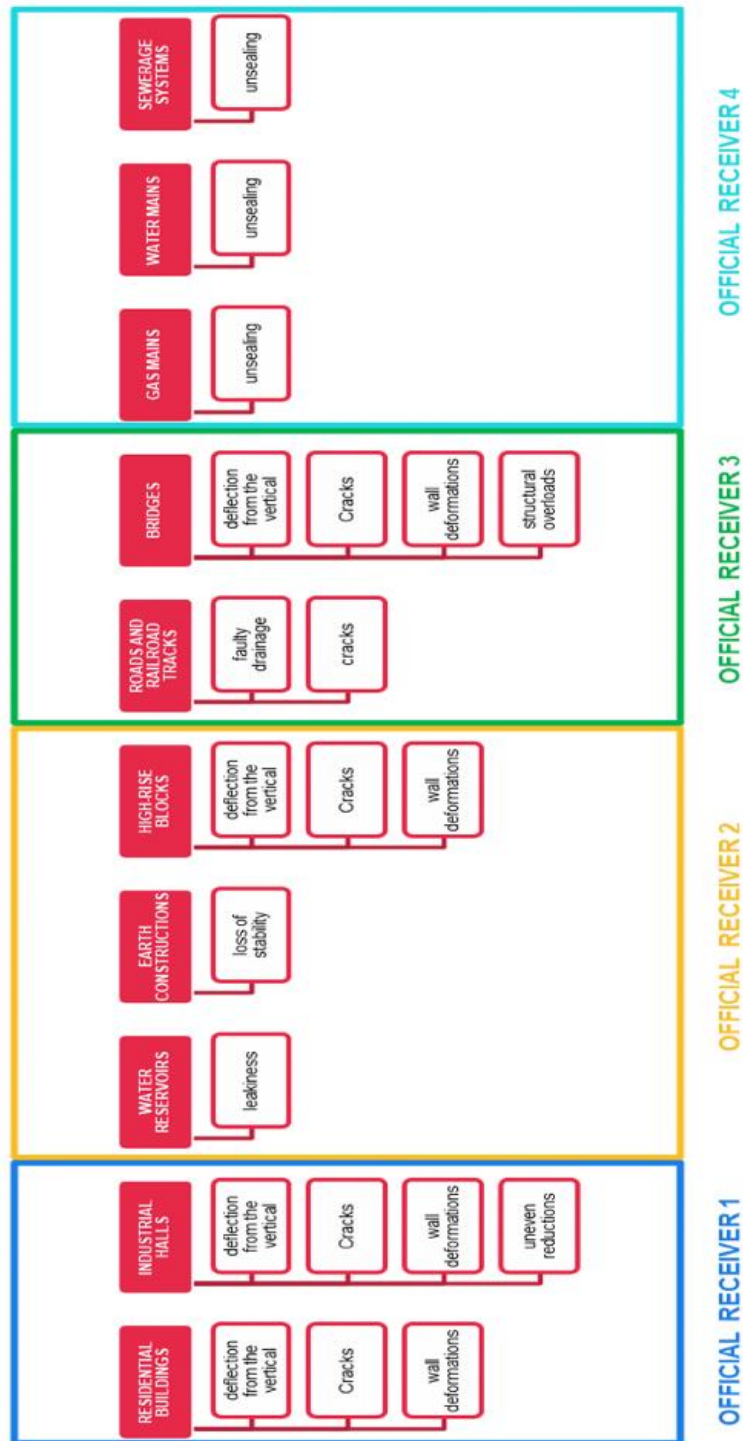 RESIDENTIAL
BUILDINGS
deflection
from the
vertical
Cracks
wall
deformations
INDUSTRIAL
HALLS
deflection
from the
vertical
Cracks
wall
deformations
uneven
reductions
OFFICIAL RECEIVER 1
WATER
RESERVOIRS
leakiness
EARTH
CONSTRUCTIONS
loss of
stability
HIGH-RISE
BLOCKS
deflection
from the
vertical
Cracks
wall
deformations
OFFICIAL RECEIVER 2
ROADS AND
RAILROAD
TRACKS
faulty
drainage
cracks
BRIDGES
deflection
from the
vertical
Cracks
wall
deformations
structural
overloads
OFFICIAL RECEIVER 3
GAS MAINS
unsealing
WATER MAINS
unsealing
SEWERAGE
SYSTEMS
unsealing
OFFICIAL RECEIVER 4